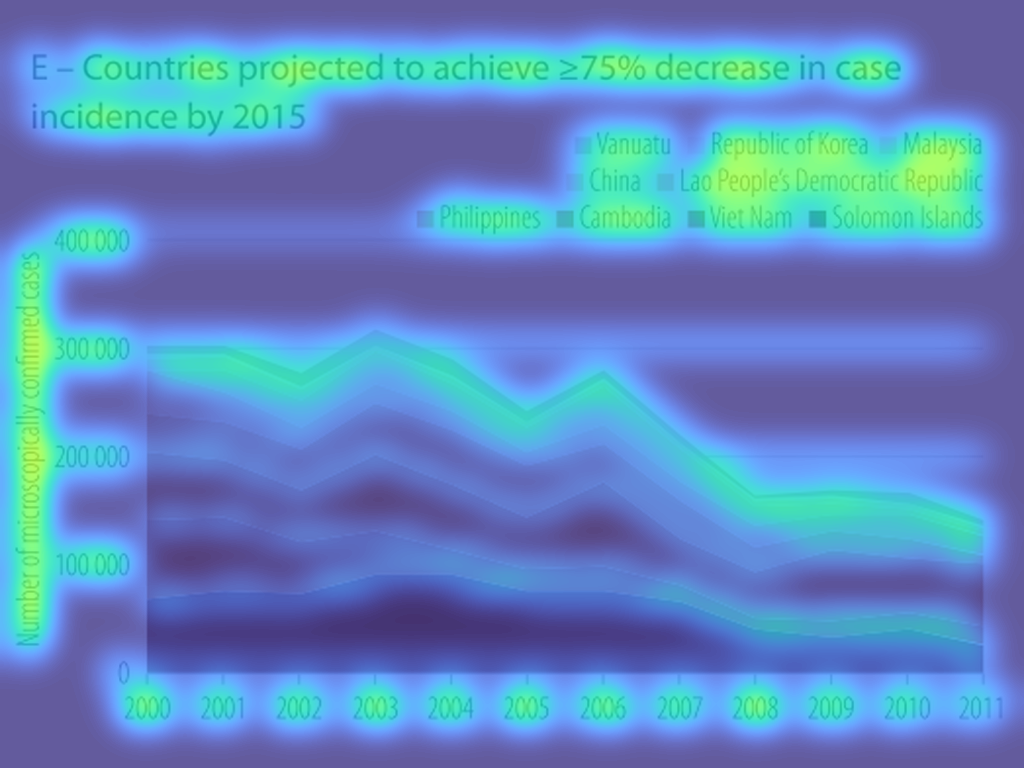 E – Countries projected to achieve ≥75% decrease in case
incidence by 2015
Vanuatu Republic of Korea Malaysia
China Lao People's Democratic Republic
Philippines Cambodia Viet Nam Solomon Islands
Number of microscopically confirmed cases
400 000
300 000
200 000
100 000
0
2000 2001 2002 2003 2004 2005 2006 2007 2008 2009 2010 2011